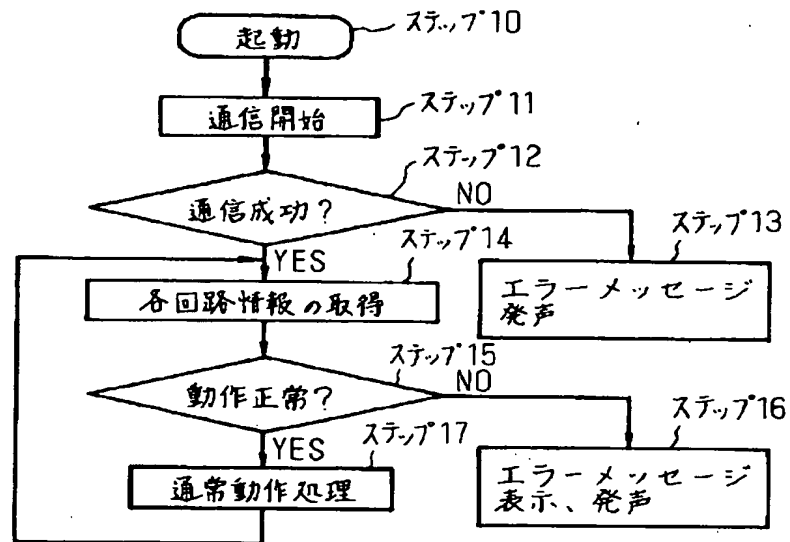 起動
ステップ10
通信開始
ステップ11
通信成功?
ステップ12
NO
YES
エラーメッセージ
発声
ステップ13
各回路情報の取得
ステップ14
動作正常?
ステップ15
NO
YES
エラーメッセージ
表示、発声
ステップ16
通常動作処理
ステップ17